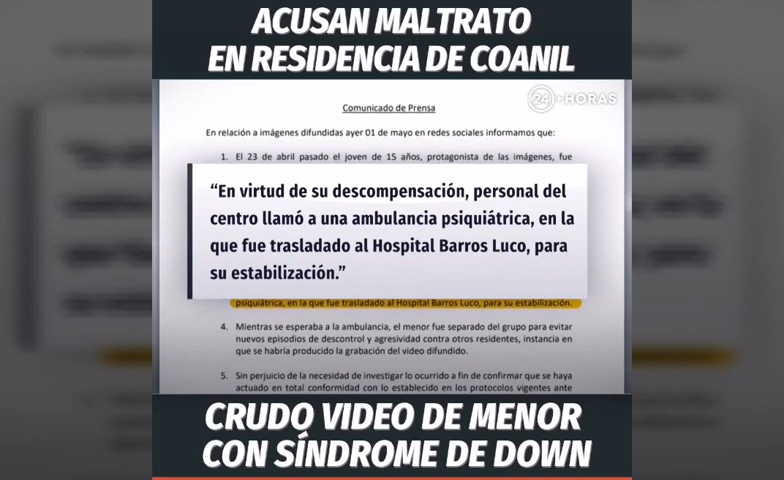 ACUSAN MALTRATO
EN RESIDENCIA DE COANIL
24 HORAS
Comunicado de Prensa
En relación a imágenes difundidas ayer 01 de mayo en redes sociales informamos que:
1. El 23 de abril pasado el joven de 15 años, protagonista de las imágenes, fue
“En virtud de su descompensación, personal del
centro llamó a una ambulancia psiquiátrica, en la
que fue trasladado al Hospital Barros Luco, para
su estabilización.”
psiquiátrica, en la que fue trasladado al Hospital Barros Luco, para su estabilización.
4. Mientras se esperaba a la ambulancia, el menor fue separado del grupo para evitar
nuevos episodios de descontrol y agresividad contra otros residentes, instancia en
que se habría producido la grabación del video difundido.
5. Sin perjuicio de la necesidad de investigar lo ocurrido a fin de confirmar que se haya
actuado en total conformidad con lo establecido en los protocolos vigentes ante
CRUDO VIDEO DE MENOR
CON SÍNDROME DE DOWN